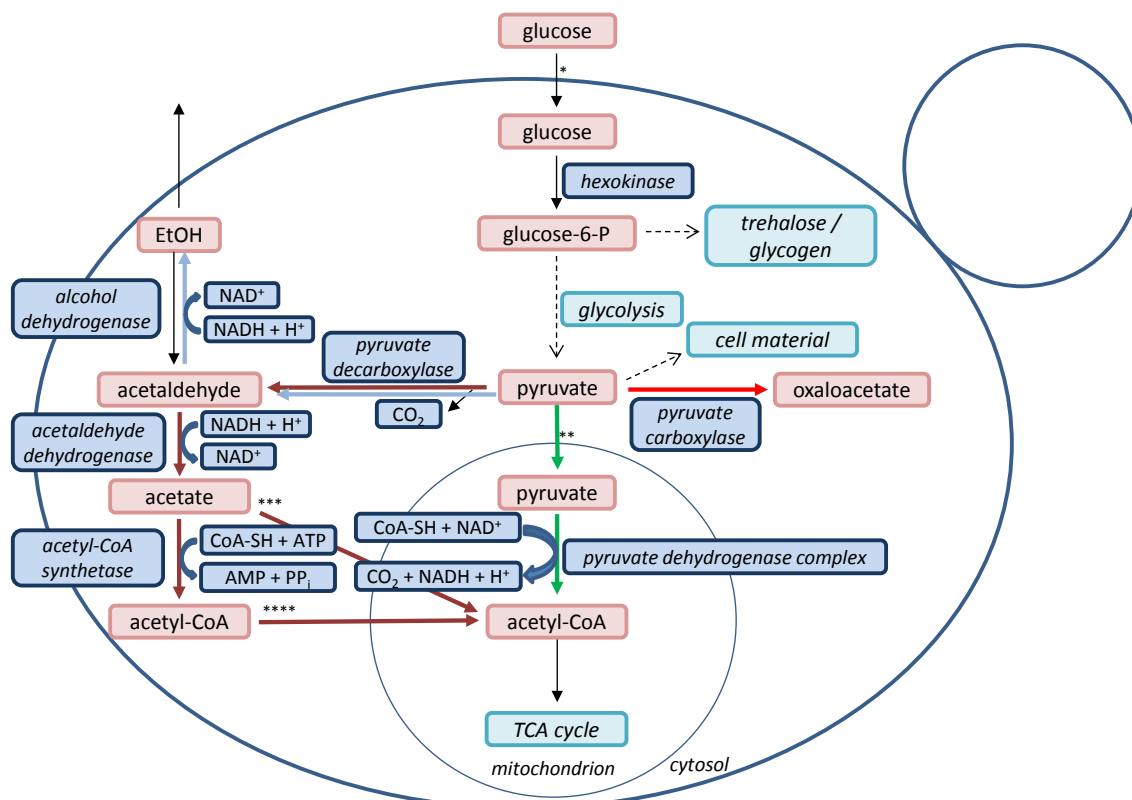 glucose
*
glucose
hexokinase
EtOH
glucose-6-P
trehalose /
glycogen
alcohol
dehydrogenase
NAD⁺
NADH + H⁺
glycolysis
cell material
pyruvate
decarboxylase
acetaldehyde
CO₂
pyruvate
oxaloacetate
pyruvate
carboxylase
acetaldehyde
dehydrogenase
NADH + H⁺
NAD⁺
**
acetate
***
pyruvate
acetyl-CoA
synthetase
CoA-SH + ATP
AMP + PPᵢ
CoA-SH + NAD⁺
CO₂ + NADH + H⁺
pyruvate dehydrogenase complex
acetyl-CoA
****
acetyl-CoA
TCA cycle
mitochondrion
cytosol